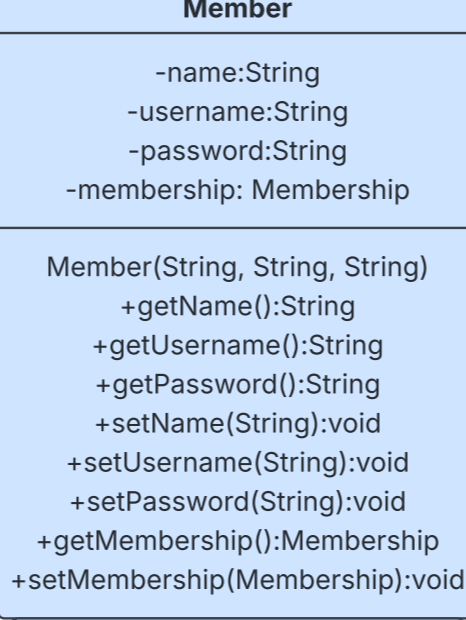 Member
-name:String
-username:String
-password:String
-membership: Membership
Member(String, String, String)
+getName():String
+getUsername():String
+getPassword():String
+setName(String):void
+setUsername(String):void
+setPassword(String):void
+getMembership():Membership
+setMembership(Membership):void